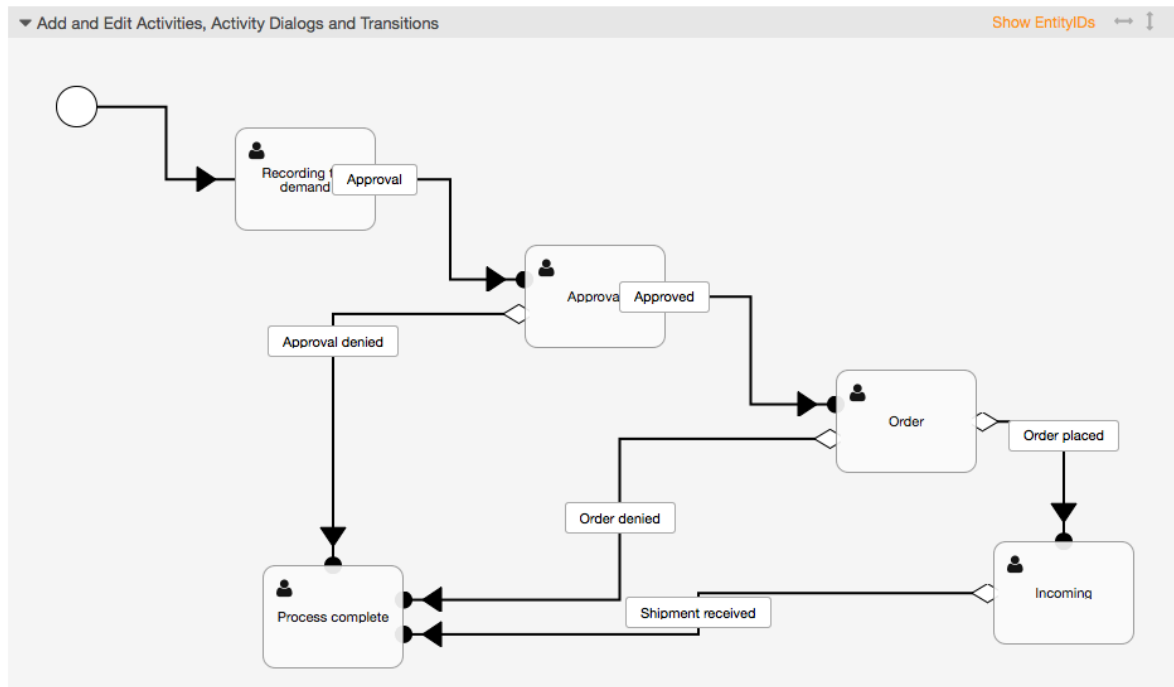 Add and Edit Activities, Activity Dialogs and Transitions
Show EntityIDs
Recording
demand
Approval
Approved
Approval denied
Order
Order placed
Order denied
Incoming
Process complete
Shipment received